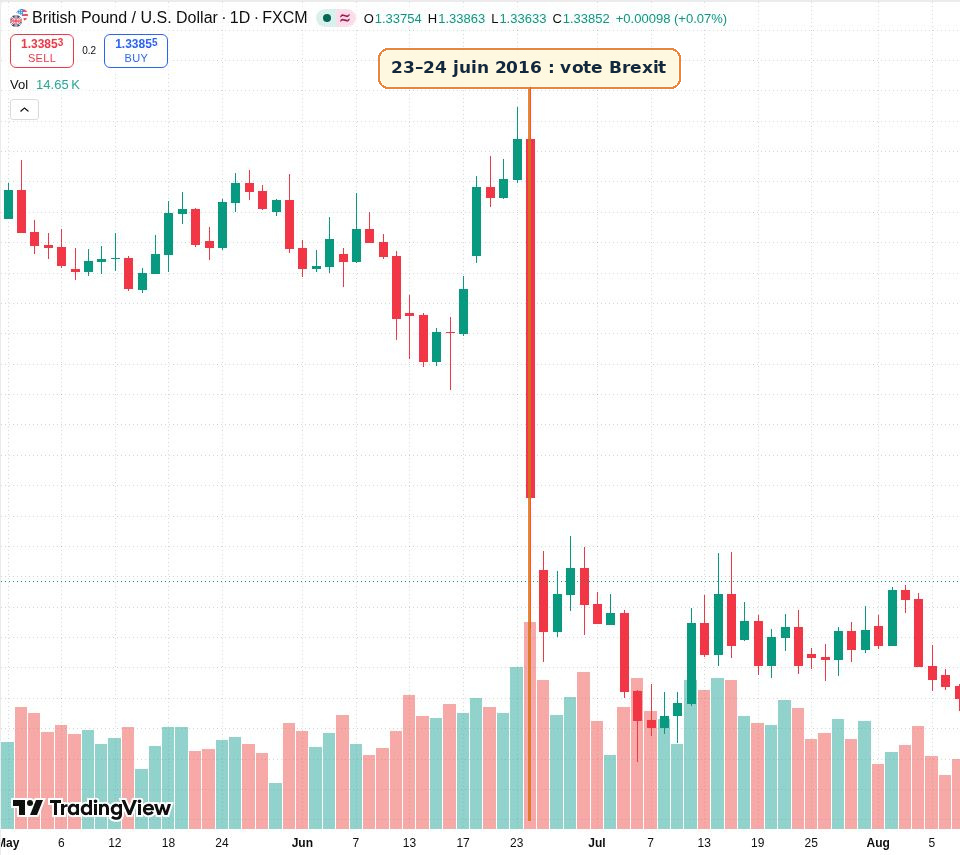 British Pound / U.S. Dollar · 1D · FXCM O1.33754 H1.33863 L1.33633 C1.33852 +0.00098 (+0.07%)
1.33853 SELL 0.2 1.33855 BUY
Vol 14.65 K
23–24 juin 2016 : vote Brexit
TradingView
May 6 12 18 24 Jun 7 13 17 23 Jul 7 13 19 25 Aug 5